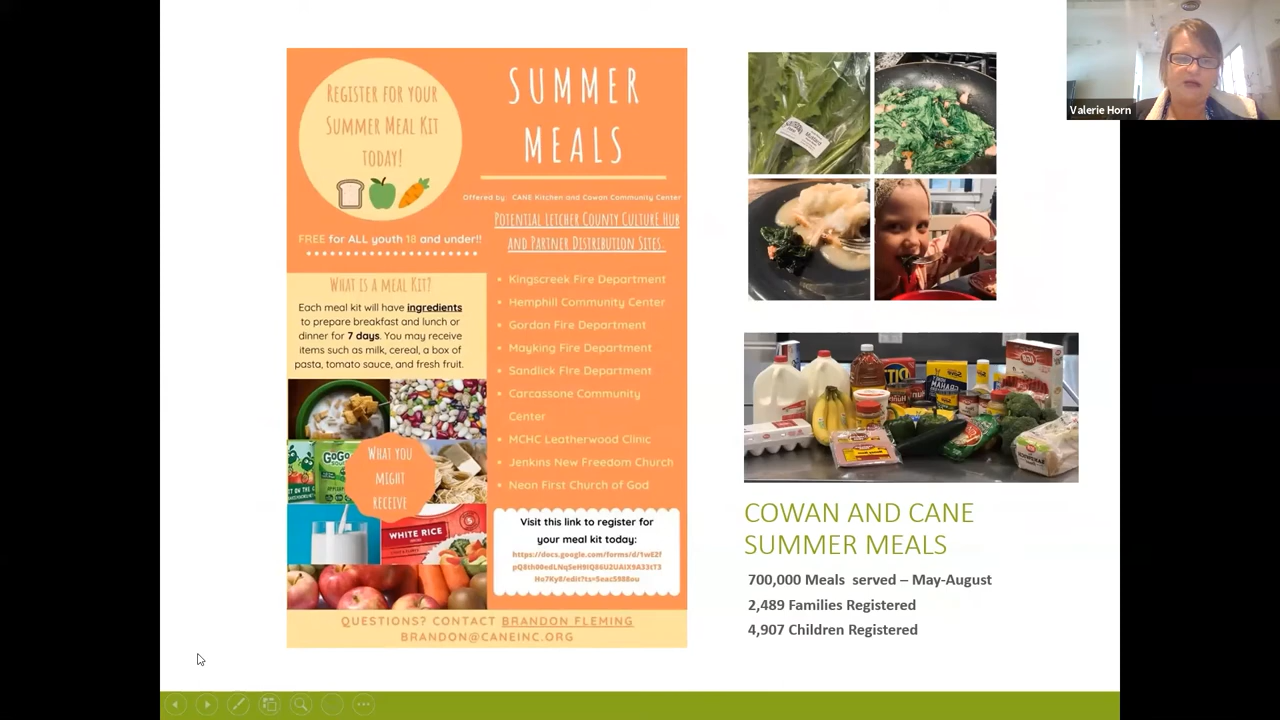 REGISTER FOR YOUR
SUMMER MEAL KIT
TODAY!
FREE for ALL youth 18 and under!!
SUMMER
MEALS
Offered by: CANE Kitchen and Cowan Community Center
POTENTIAL LETCHER COUNTY CULTURE HUB
AND PARTNER DISTRIBUTION SITES.
WHAT IS A MEAL KIT?
Each meal kit will have ingredients
to prepare breakfast and lunch or
dinner for 7 days. You may receive
items such as milk, cereal, a box of
pasta, tomato sauce, and fresh fruit.
WHAT YOU
MIGHT
RECEIVE
WHITE RICE
• Kingscreek Fire Department
• Hemphill Community Center
• Gordan Fire Department
• Mayking Fire Department
• Sandlick Fire Department
• Carcassone Community
Center
• MCHC Leatherwood Clinic
• Jenkins New Freedom Church
• Neon First Church of God
Visit this link to register for
your meal kit today:
QUESTIONS? CONTACT BRANDON FLEMING
BRANDON@CANEINC.ORG
COWAN AND CANE
SUMMER MEALS
700,000 Meals served – May-August
2,489 Families Registered
4,907 Children Registered
Valerie Horn